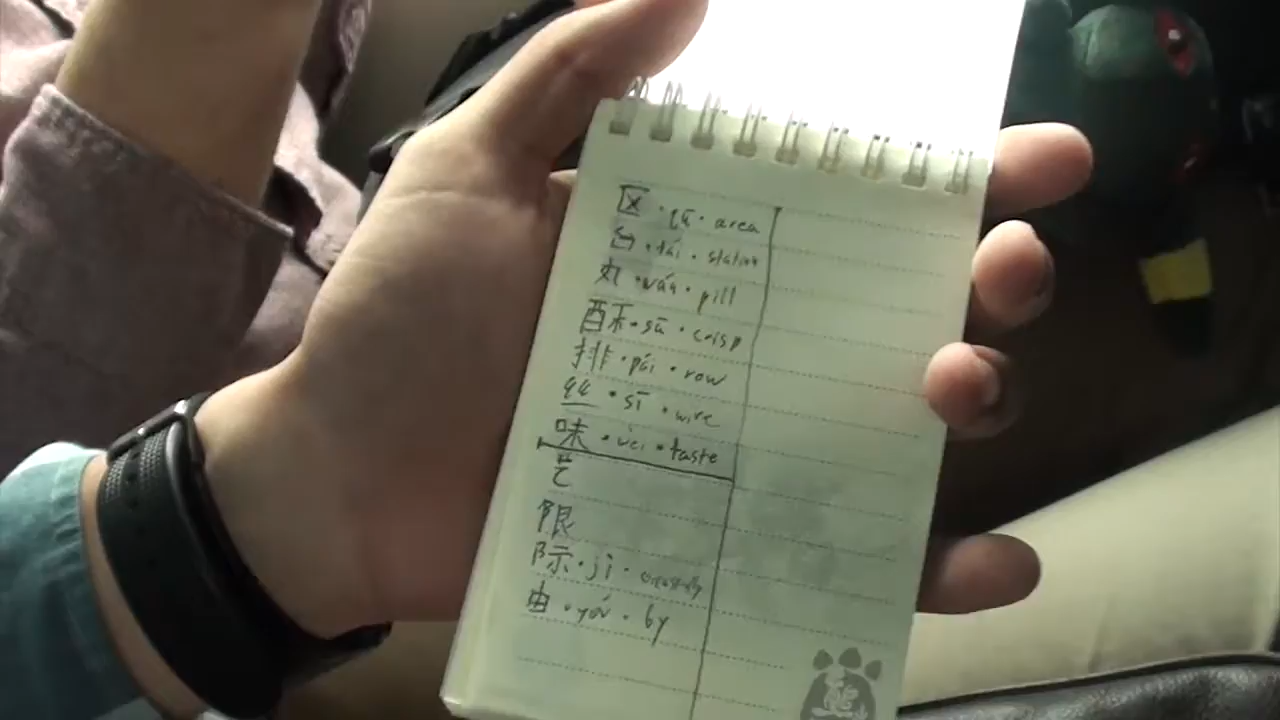 区·qū·area
台·tái·station
丸·wán·pill
酥·sū·crisp
排·pái·row
丝·sī·wire
味·wèi·taste
艺
限
际·jì·
由·yóu·by